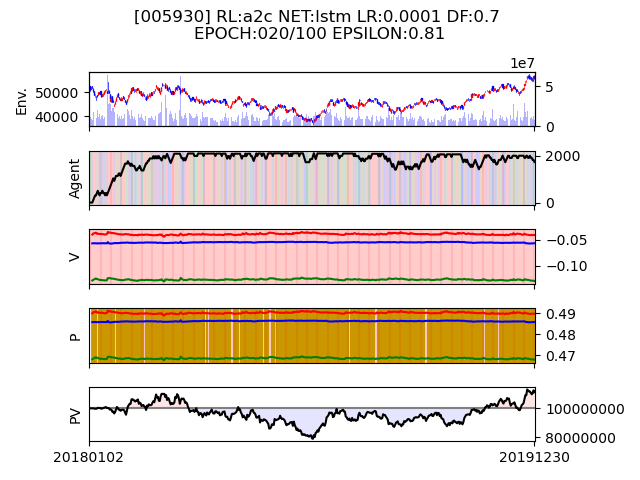 [005930] RL:a2c NET:lstm LR:0.0001 DF:0.7
EPOCH:020/100 EPSILON:0.81
1e7
Env.
50000
40000
5
0
Agent
2000
0
V
−0.05
−0.10
P
0.49
0.48
0.47
PV
100000000
80000000
20180102
20191230